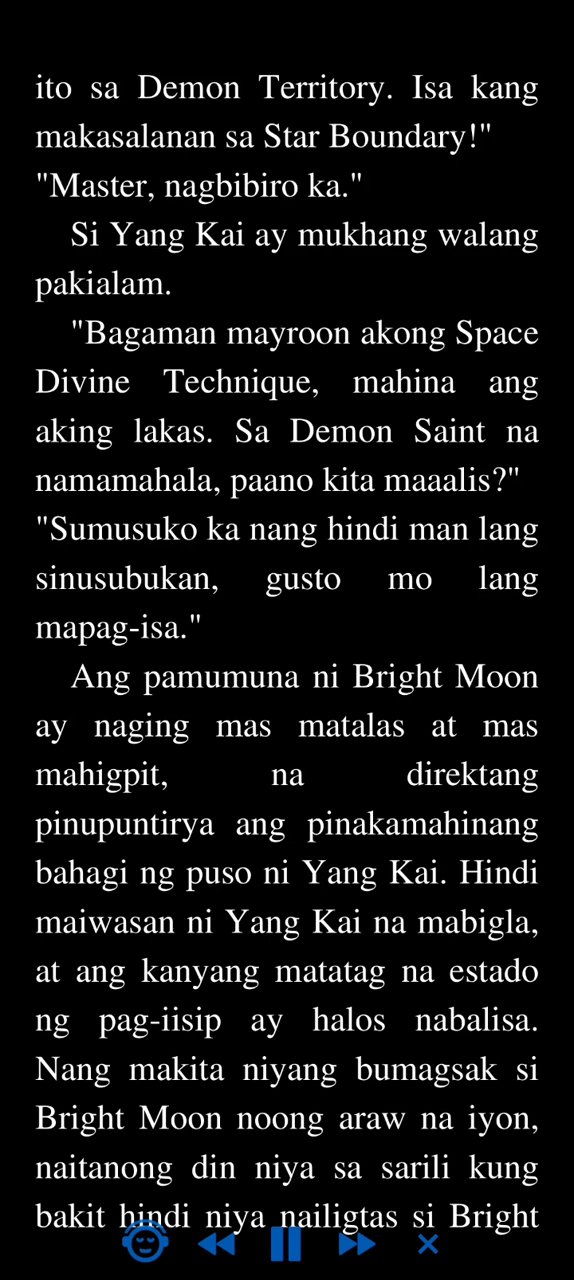 ito sa Demon Territory. Isa kang
makasalanan sa Star Boundary!"
"Master, nagbibiro ka."
Si Yang Kai ay mukhang walang
pakialam.
"Bagaman mayroon akong Space
Divine Technique, mahina ang
aking lakas. Sa Demon Saint na
namamahala, paano kita maaalis?"
"Sumusuko ka nang hindi man lang
sinusubukan, gusto mo lang
mapag-isa."
Ang pamumuna ni Bright Moon
ay naging mas matalas at mas
mahigpit, na direktang
pinupuntirya ang pinakamahinang
bahagi ng puso ni Yang Kai. Hindi
maiwasan ni Yang Kai na mabigla,
at ang kanyang matatag na estado
ng pag-iisip ay halos nabalisa.
Nang makita niyang bumagsak si
Bright Moon noong araw na iyon,
naitanong din niya sa sarili kung
bakit hindi niya nailigtas si Bright